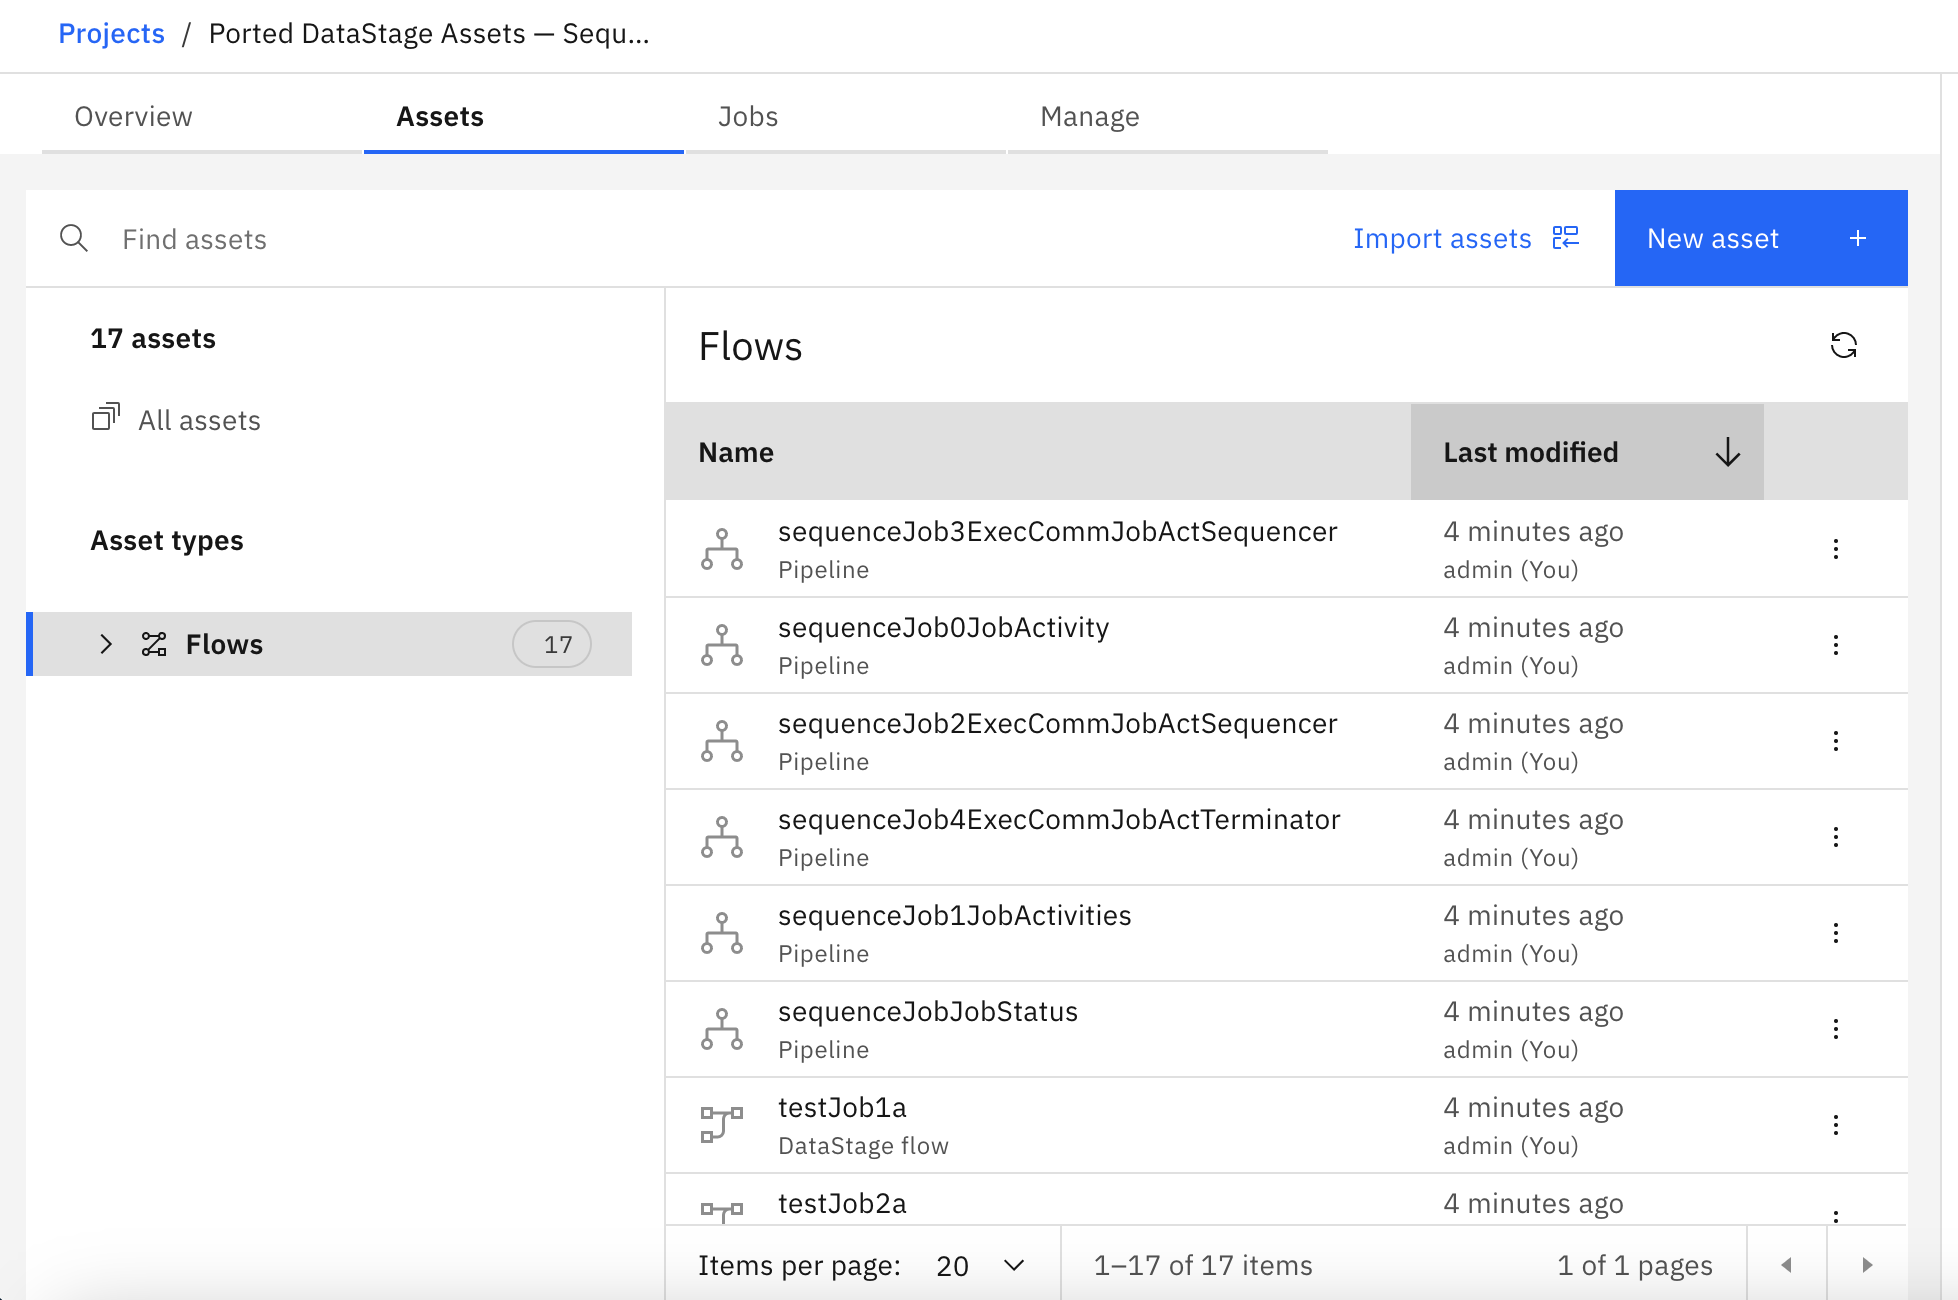 Projects / Ported DataStage Assets — Sequ...
Overview Assets Jobs Manage
Find assets Import assets New asset +
17 assets
All assets
Asset types
Flows 17
Flows
Name Last modified
sequenceJob3ExecCommJobActSequencer 4 minutes ago
Pipeline admin (You)
sequenceJob0JobActivity 4 minutes ago
Pipeline admin (You)
sequenceJob2ExecCommJobActSequencer 4 minutes ago
Pipeline admin (You)
sequenceJob4ExecCommJobActTerminator 4 minutes ago
Pipeline admin (You)
sequenceJob1JobActivities 4 minutes ago
Pipeline admin (You)
sequenceJobJobStatus 4 minutes ago
Pipeline admin (You)
testJob1a 4 minutes ago
DataStage flow admin (You)
testJob2a 4 minutes ago
Items per page: 20 1–17 of 17 items 1 of 1 pages